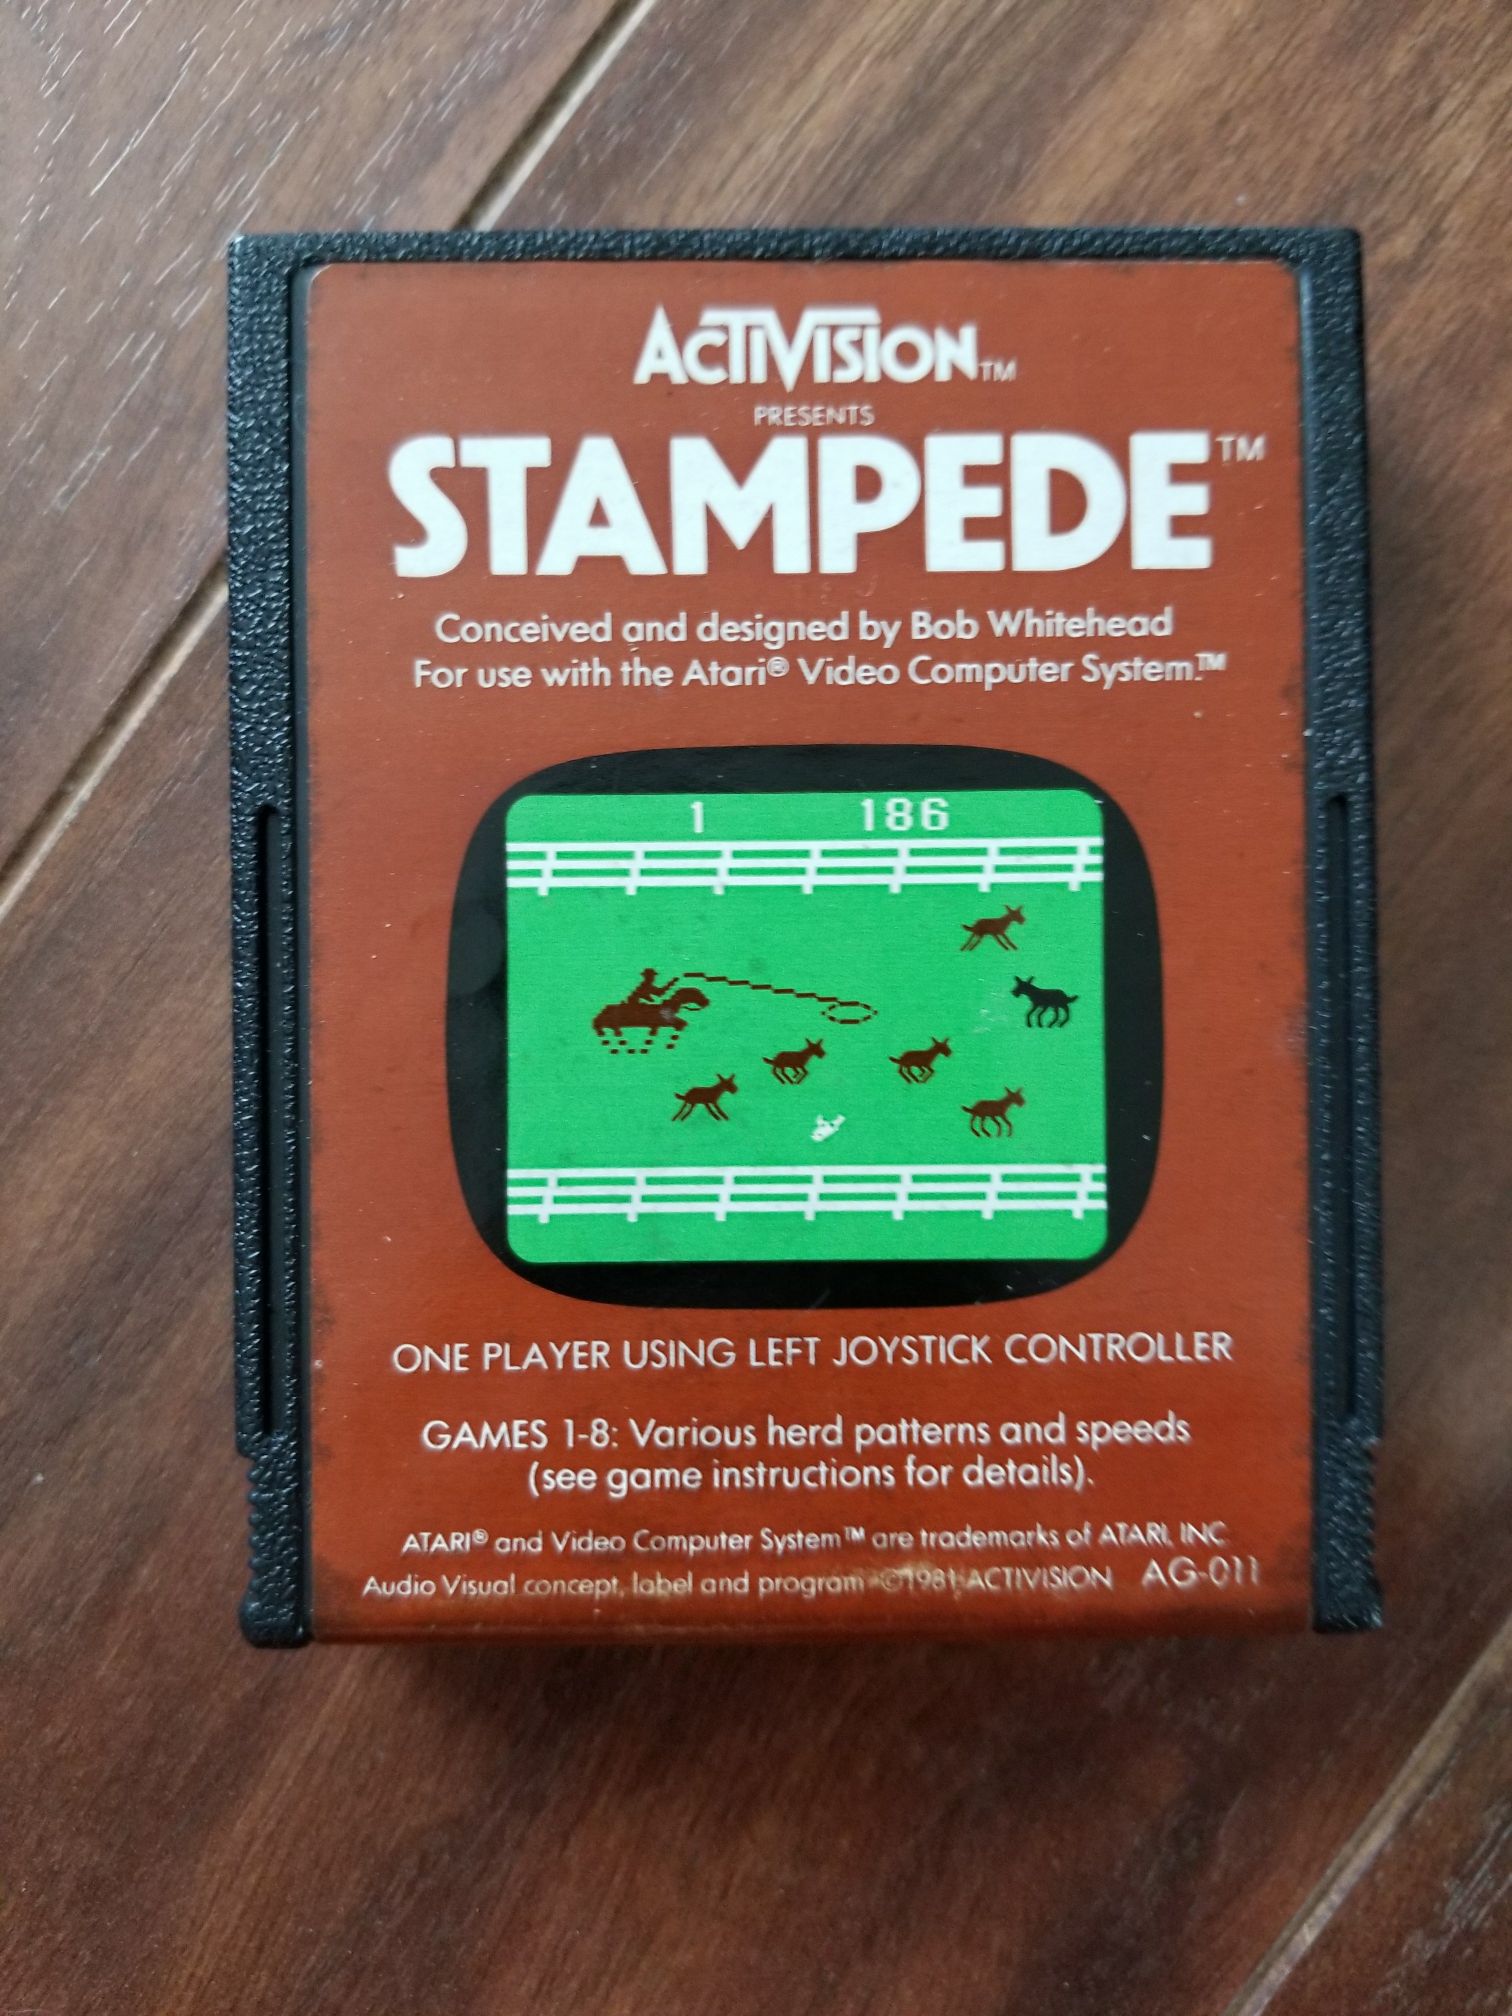 ACTIVISION™
PRESENTS
STAMPEDE™
Conceived and designed by Bob Whitehead
For use with the Atari® Video Computer System.™
1 186
ONE PLAYER USING LEFT JOYSTICK CONTROLLER
GAMES 1-8: Various herd patterns and speeds
(see game instructions for details).
ATARI® and Video Computer System™ are trademarks of ATARI, INC.
Audio Visual concept, label and program ©1981 ACTIVISION AG-011